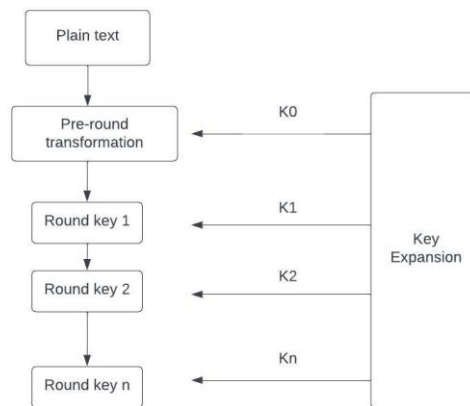 Plain text
K0
Pre-round
transformation
K1
Round key 1
Key
Expansion
K2
Round key 2
Kn
Round key n